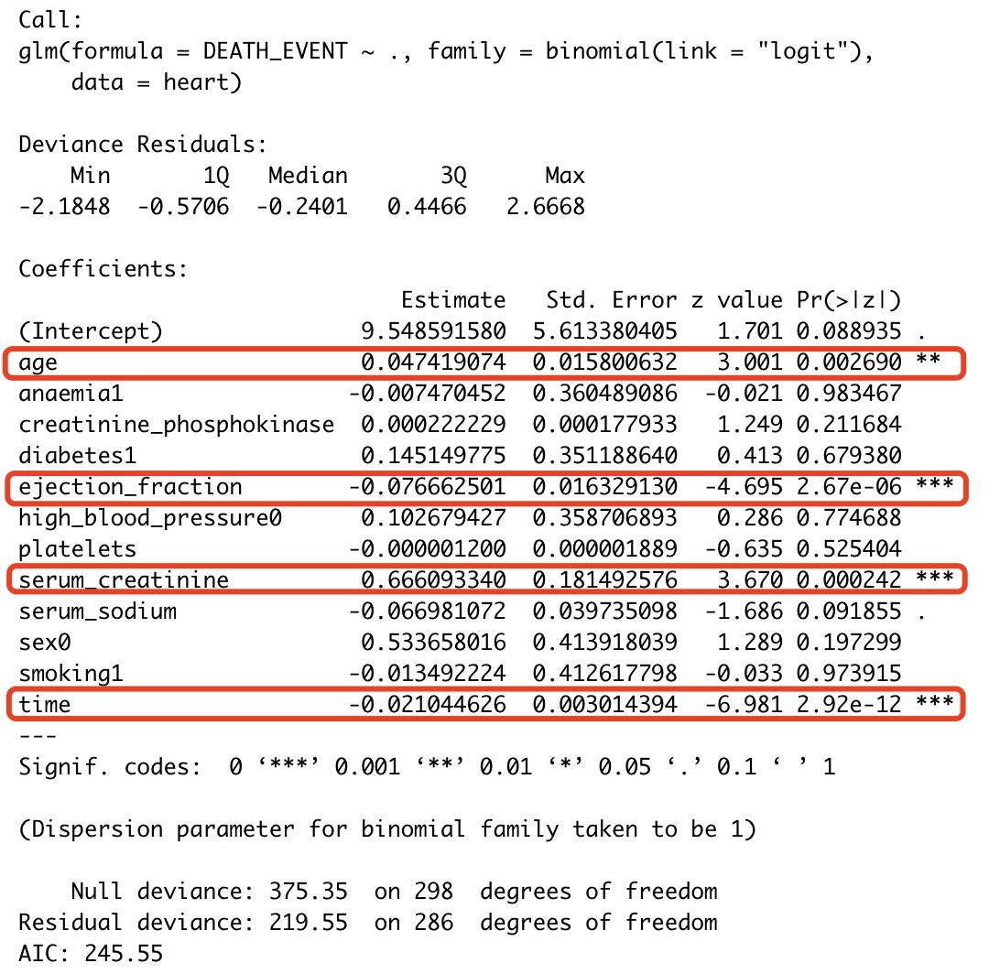 Call:
glm(formula = DEATH_EVENT ~ ., family = binomial(link = "logit"),
    data = heart)

Deviance Residuals:
    Min       1Q   Median       3Q      Max
-2.1848  -0.5706  -0.2401   0.4466   2.6668

Coefficients:
                             Estimate   Std. Error z value Pr(>|z|)
(Intercept)               9.548591580  5.613380405   1.701 0.088935 .
age                       0.047419074  0.015800632   3.001 0.002690 **
anaemia1                 -0.007470452  0.360489086  -0.021 0.983467
creatinine_phosphokinase  0.000222229  0.000177933   1.249 0.211684
diabetes1                 0.145149775  0.351188640   0.413 0.679380
ejection_fraction        -0.076662501  0.016329130  -4.695 2.67e-06 ***
high_blood_pressure0      0.102679427  0.358706893   0.286 0.774688
platelets                -0.000001200  0.000001889  -0.635 0.525404
serum_creatinine          0.666093340  0.181492576   3.670 0.000242 ***
serum_sodium             -0.066981072  0.039735098  -1.686 0.091855 .
sex0                      0.533658016  0.413918039   1.289 0.197299
smoking1                 -0.013492224  0.412617798  -0.033 0.973915
time                     -0.021044626  0.003014394  -6.981 2.92e-12 ***
---
Signif. codes:  0 ‘***’ 0.001 ‘**’ 0.01 ‘*’ 0.05 ‘.’ 0.1 ‘ ’ 1

(Dispersion parameter for binomial family taken to be 1)

    Null deviance: 375.35  on 298  degrees of freedom
Residual deviance: 219.55  on 286  degrees of freedom
AIC: 245.55